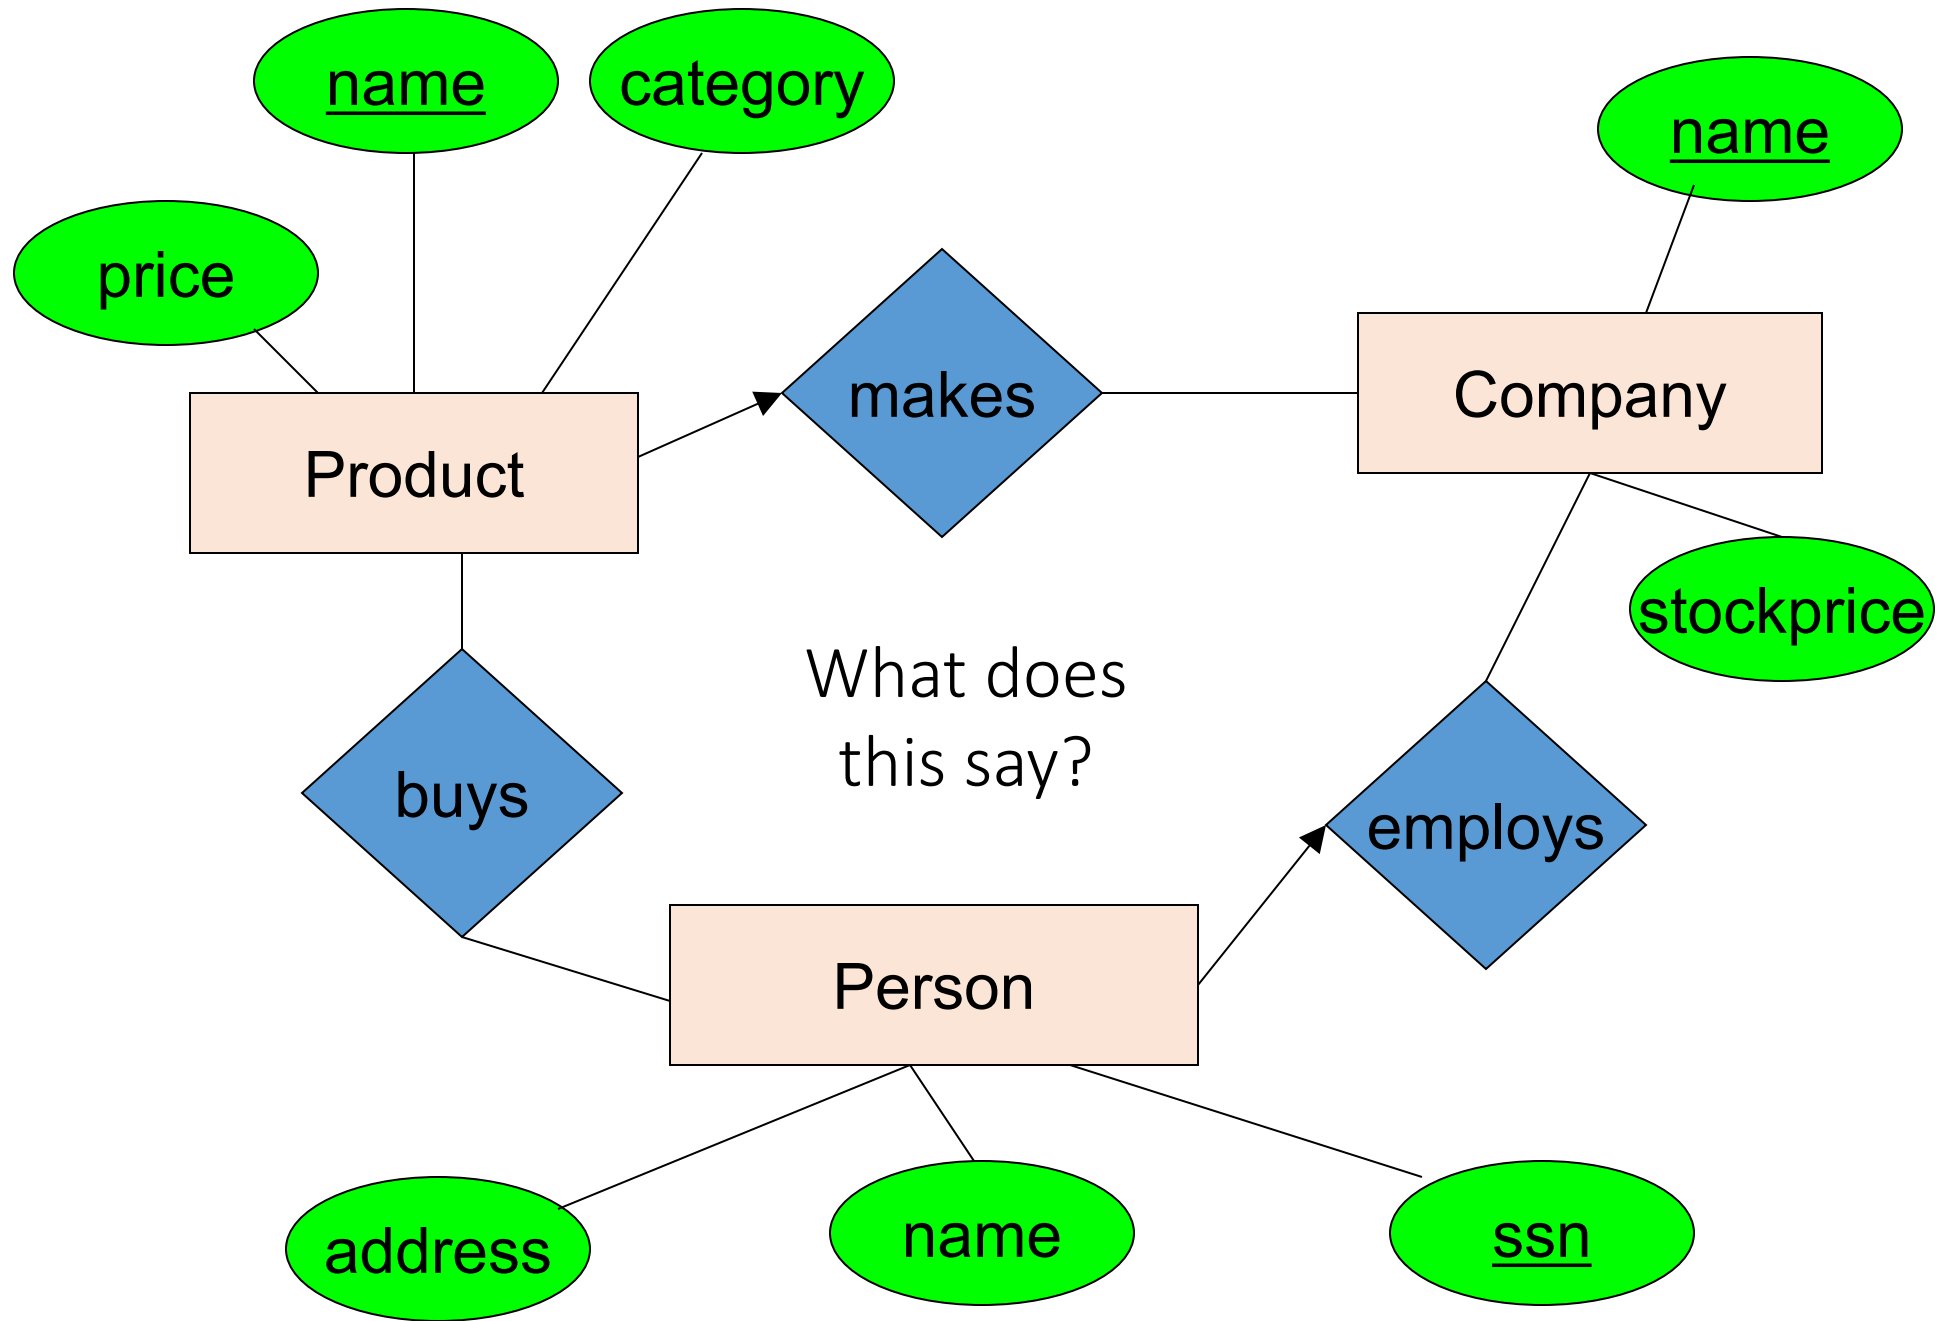 name
category
name
price
makes
Company
Product
stockprice
What does
this say?
buys
employs
Person
address
name
ssn